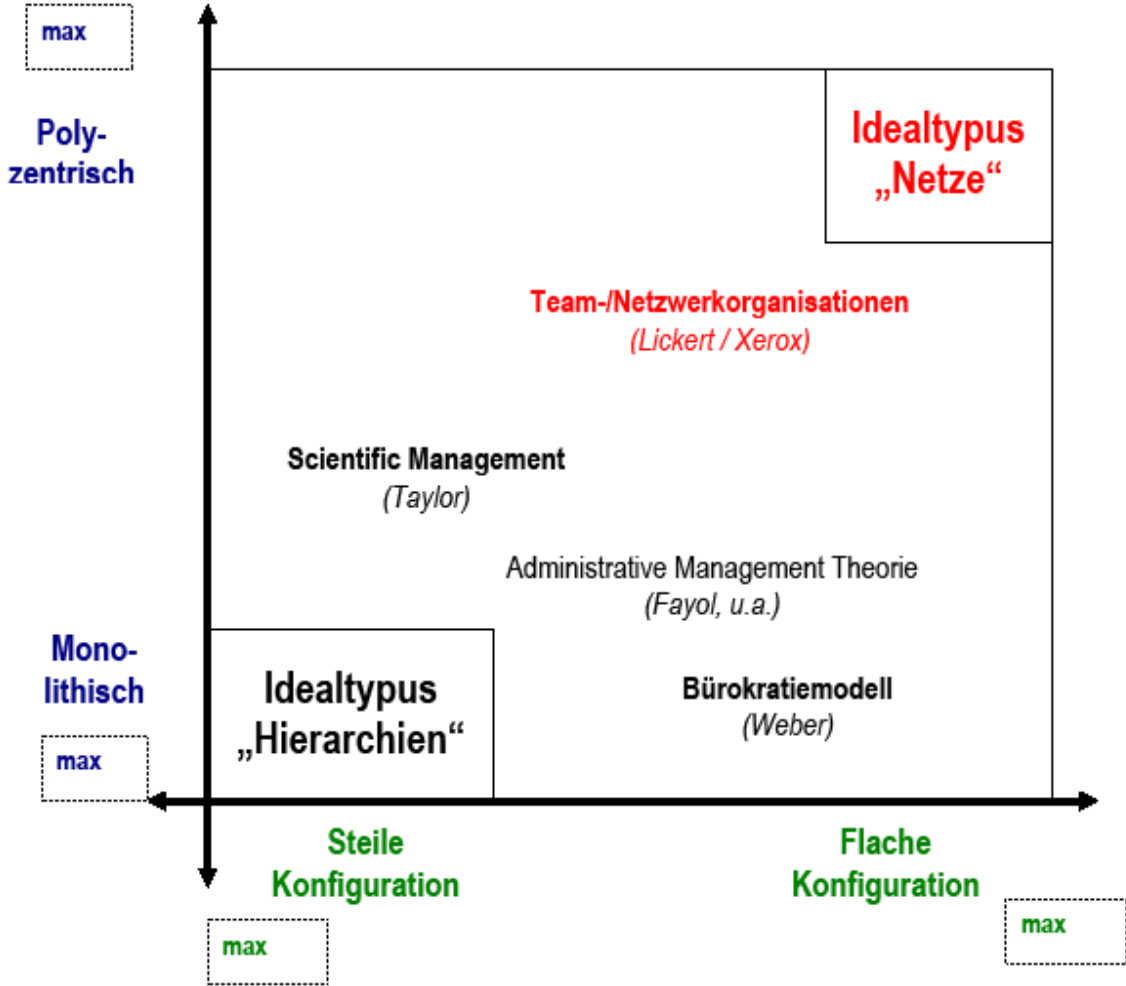 max
Poly-
zentrisch
Idealtypus
„Netze“
Team-/Netzwerkorganisationen
(Lickert / Xerox)
Scientific Management
(Taylor)
Administrative Management Theorie
(Fayol, u.a.)
Mono-
lithisch
Idealtypus
„Hierarchien“
Bürokratiemodell
(Weber)
max
Steile
Konfiguration
Flache
Konfiguration
max
max